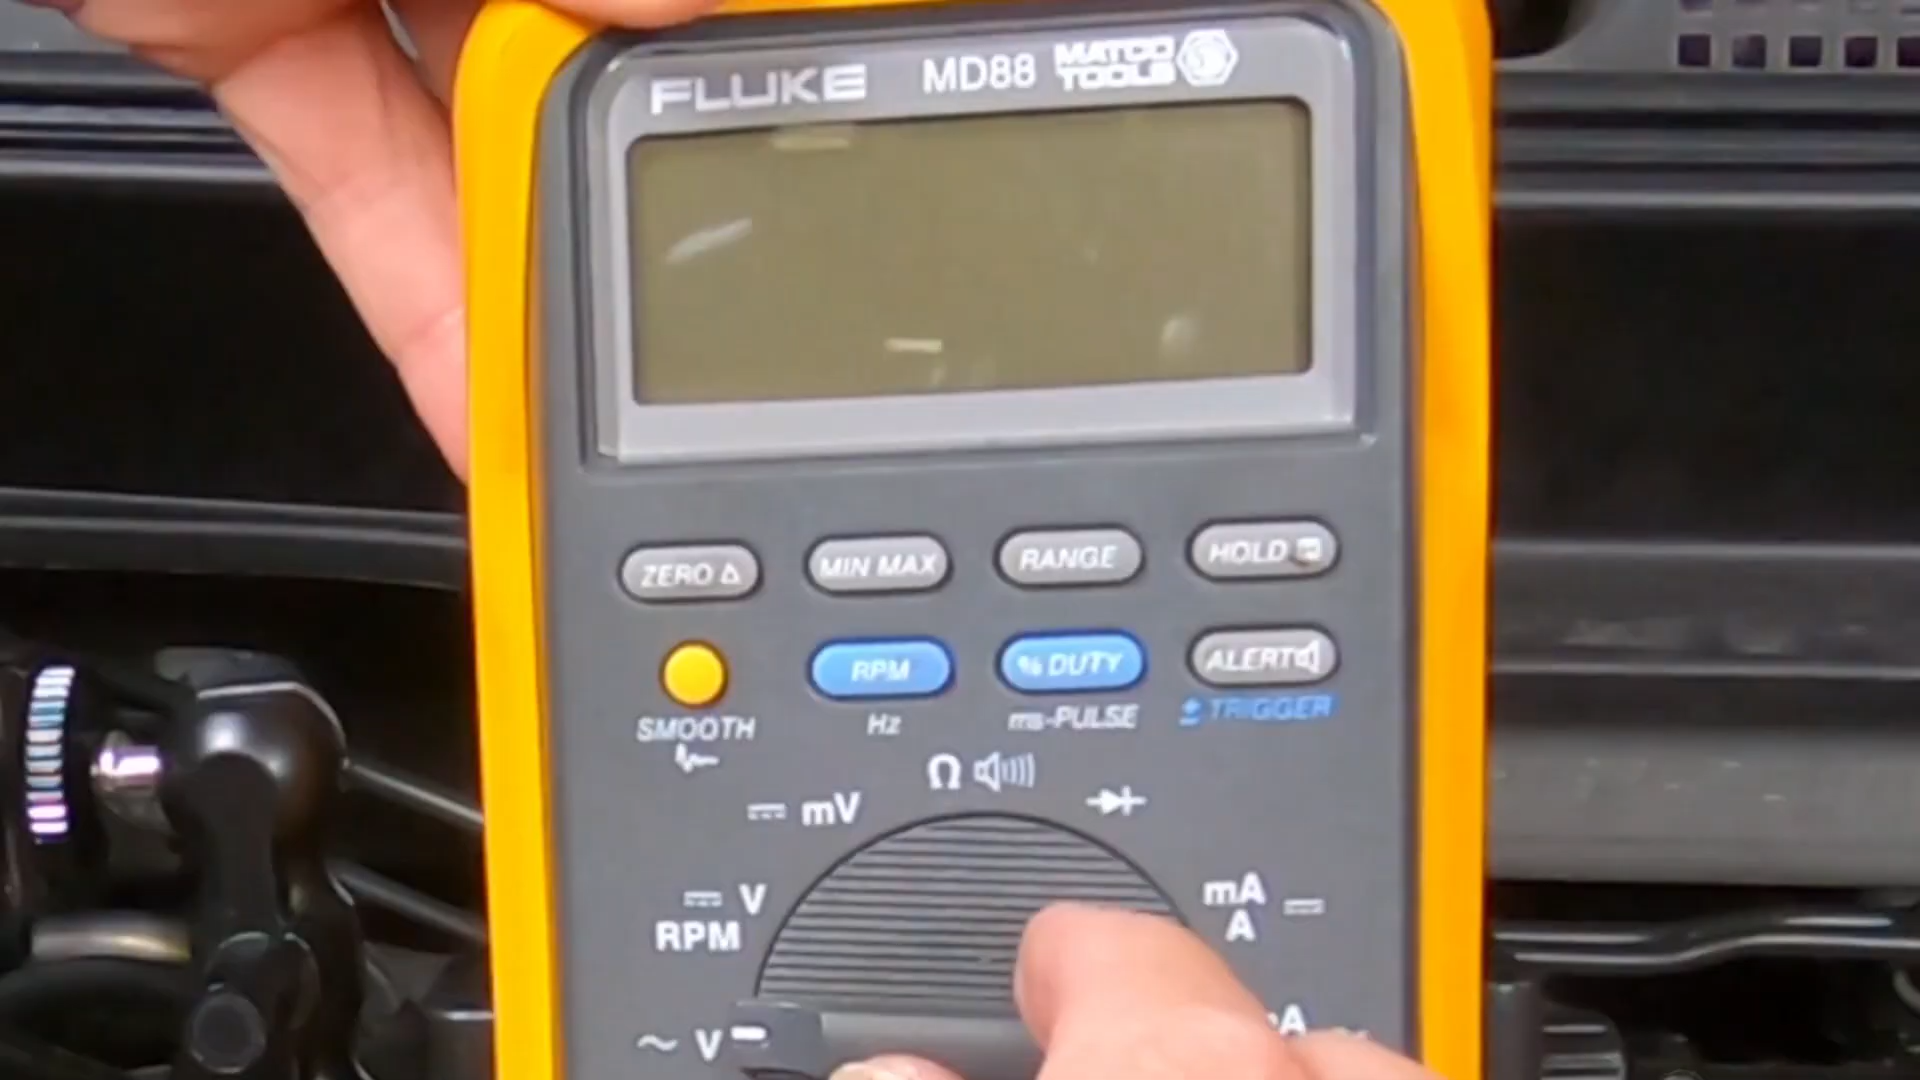 FLUKE MD88 MATCO TOOLS
ZERO Δ MIN MAX RANGE HOLD
RPM % DUTY ALERT
SMOOTH Hz ms-PULSE ± TRIGGER
Ω
mV
V mA
RPM A
~ V